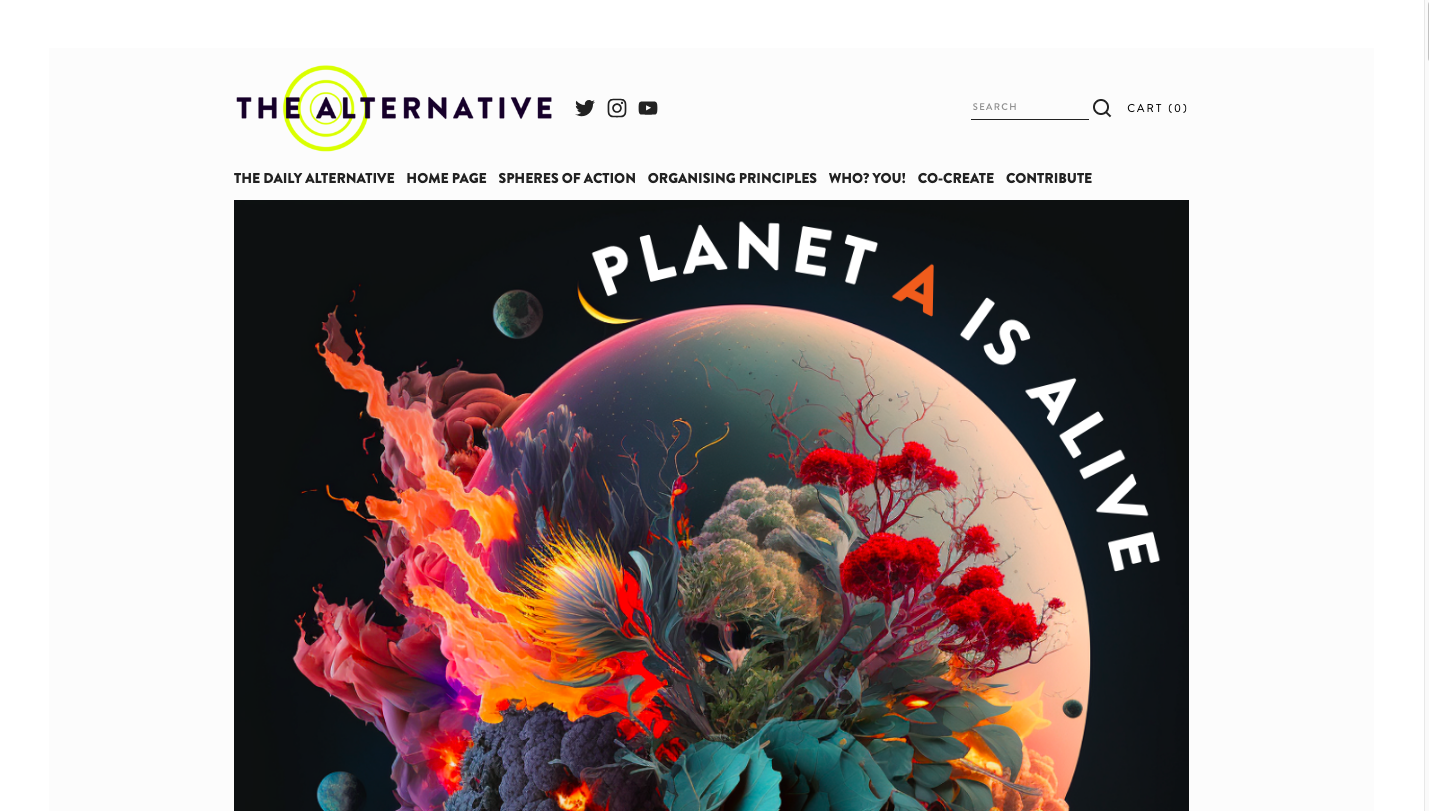 THE ALTERNATIVE
SEARCH
CART (0)
THE DAILY ALTERNATIVE HOME PAGE SPHERES OF ACTION ORGANISING PRINCIPLES WHO? YOU! CO-CREATE CONTRIBUTE
PLANET A IS ALIVE